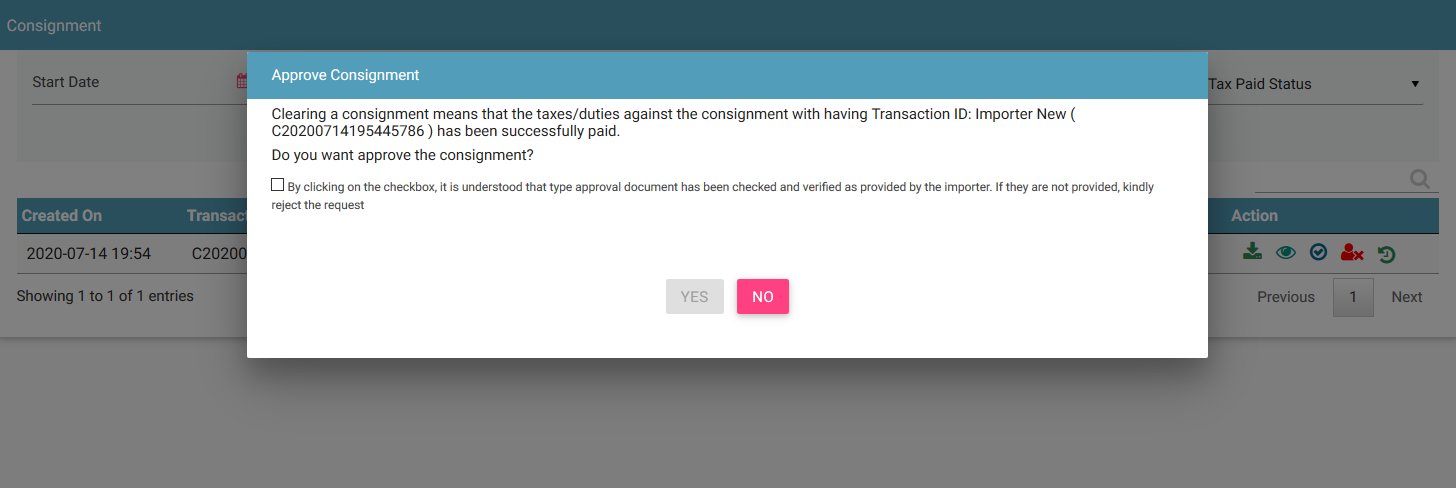 Consignment
Start Date
Tax Paid Status
Approve Consignment
Clearing a consignment means that the taxes/duties against the consignment with having Transaction ID: Importer New (
C20200714195445786 ) has been successfully paid.
Do you want approve the consignment?
By clicking on the checkbox, it is understood that type approval document has been checked and verified as provided by the importer. If they are not provided, kindly
reject the request
YES NO
Created On Transact Action
2020-07-14 19:54 C20200
Showing 1 to 1 of 1 entries Previous 1 Next